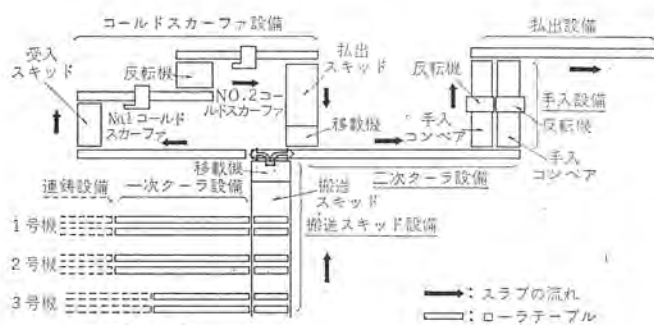 コールドスカーファ設備
払出設備
受入
スキッド
反転機
払出
スキッド
NO.2コー
ルドスカーファ
No.1コールド
スカーファ
移載機
反転機
手入設備
手入
コンベア
反転機
手入
コンベア
移載機
二次クーラ設備
連鋳設備
一次クーラ設備
搬送
スキッド
搬送スキッド設備
1号機
2号機
3号機
:スラブの流れ
:ローラテーブル